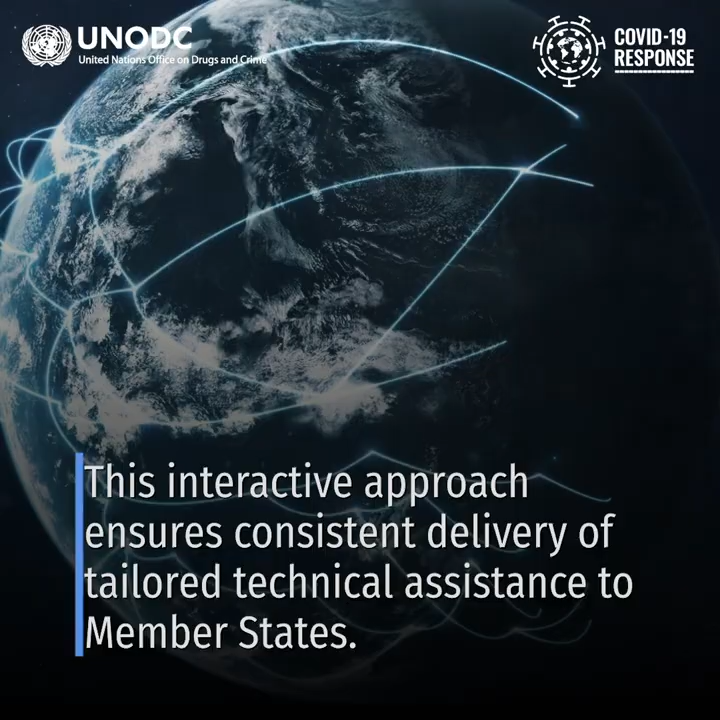 UNODC
United Nations Office on Drugs and Crime
COVID-19
RESPONSE
This interactive approach
ensures consistent delivery of
tailored technical assistance to
Member States.